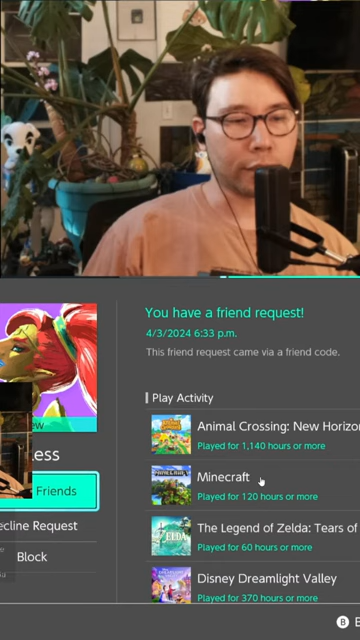 You have a friend request!
4/3/2024 6:33 p.m.
This friend request came via a friend code.
Play Activity
Animal Crossing: New Horizo
Played for 1,140 hours or more
Minecraft
Played for 120 hours or more
The Legend of Zelda: Tears of
Played for 60 hours or more
Disney Dreamlight Valley
Played for 370 hours or more
ew
less
Friends
ecline Request
Block
B